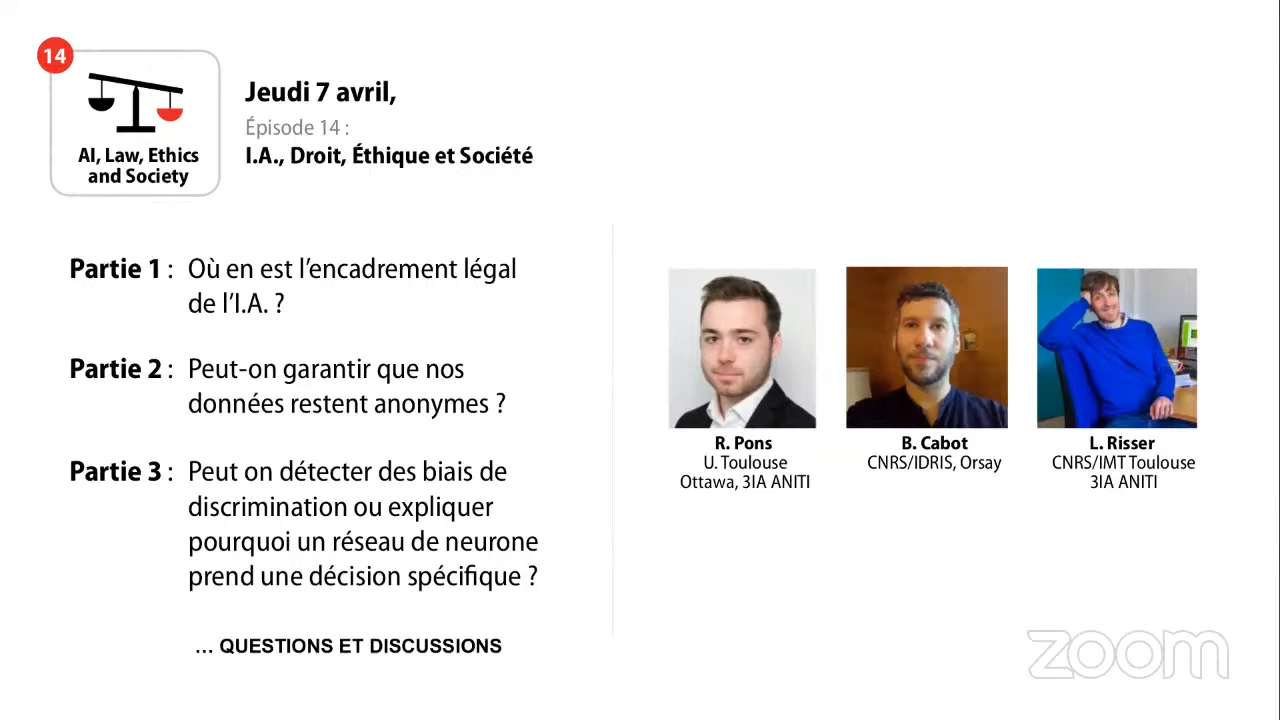 14
AI, Law, Ethics
and Society
Jeudi 7 avril,
Épisode 14 :
I.A., Droit, Éthique et Société
Partie 1 : Où en est l’encadrement légal
de l’I.A. ?
Partie 2 : Peut-on garantir que nos
données restent anonymes ?
Partie 3 : Peut on détecter des biais de
discrimination ou expliquer
pourquoi un réseau de neurone
prend une décision spécifique ?
... QUESTIONS ET DISCUSSIONS
R. Pons
U. Toulouse
Ottawa, 3IA ANITI
B. Cabot
CNRS/IDRIS, Orsay
L. Risser
CNRS/IMT Toulouse
3IA ANITI
zoom